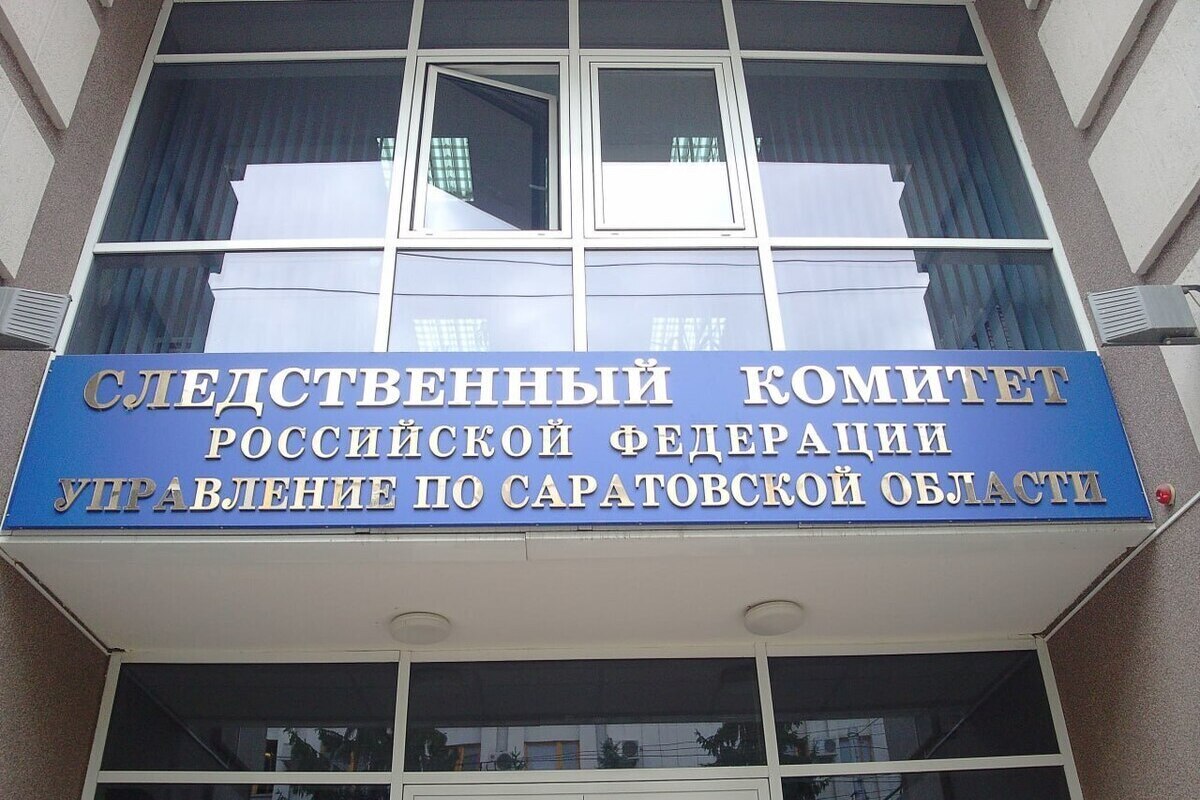 СЛЕДСТВЕННЫЙ КОМИТЕТ
РОССИЙСКОЙ ФЕДЕРАЦИИ
УПРАВЛЕНИЕ ПО САРАТОВСКОЙ ОБЛАСТИ